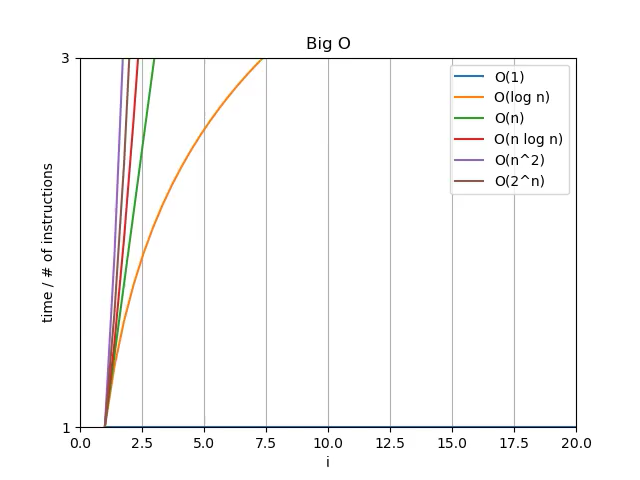 Big O
3
1
time / # of instructions
O(1)
O(log n)
O(n)
O(n log n)
O(n^2)
O(2^n)
0.0 2.5 5.0 7.5 10.0 12.5 15.0 17.5 20.0
i